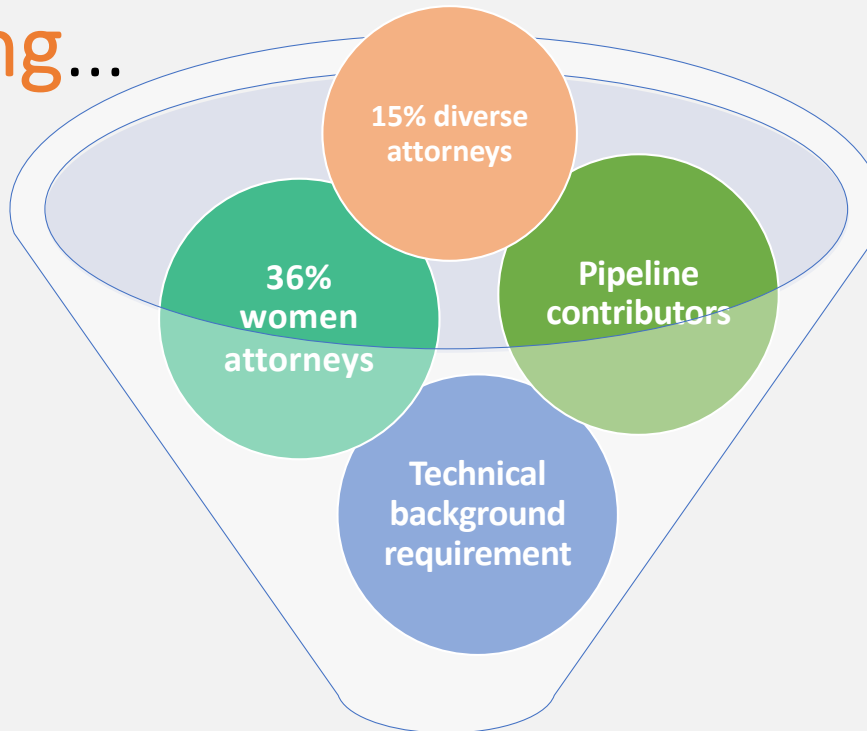 ng...
15% diverse
attorneys
36%
women
attorneys
Pipeline
contributors
Technical
background
requirement